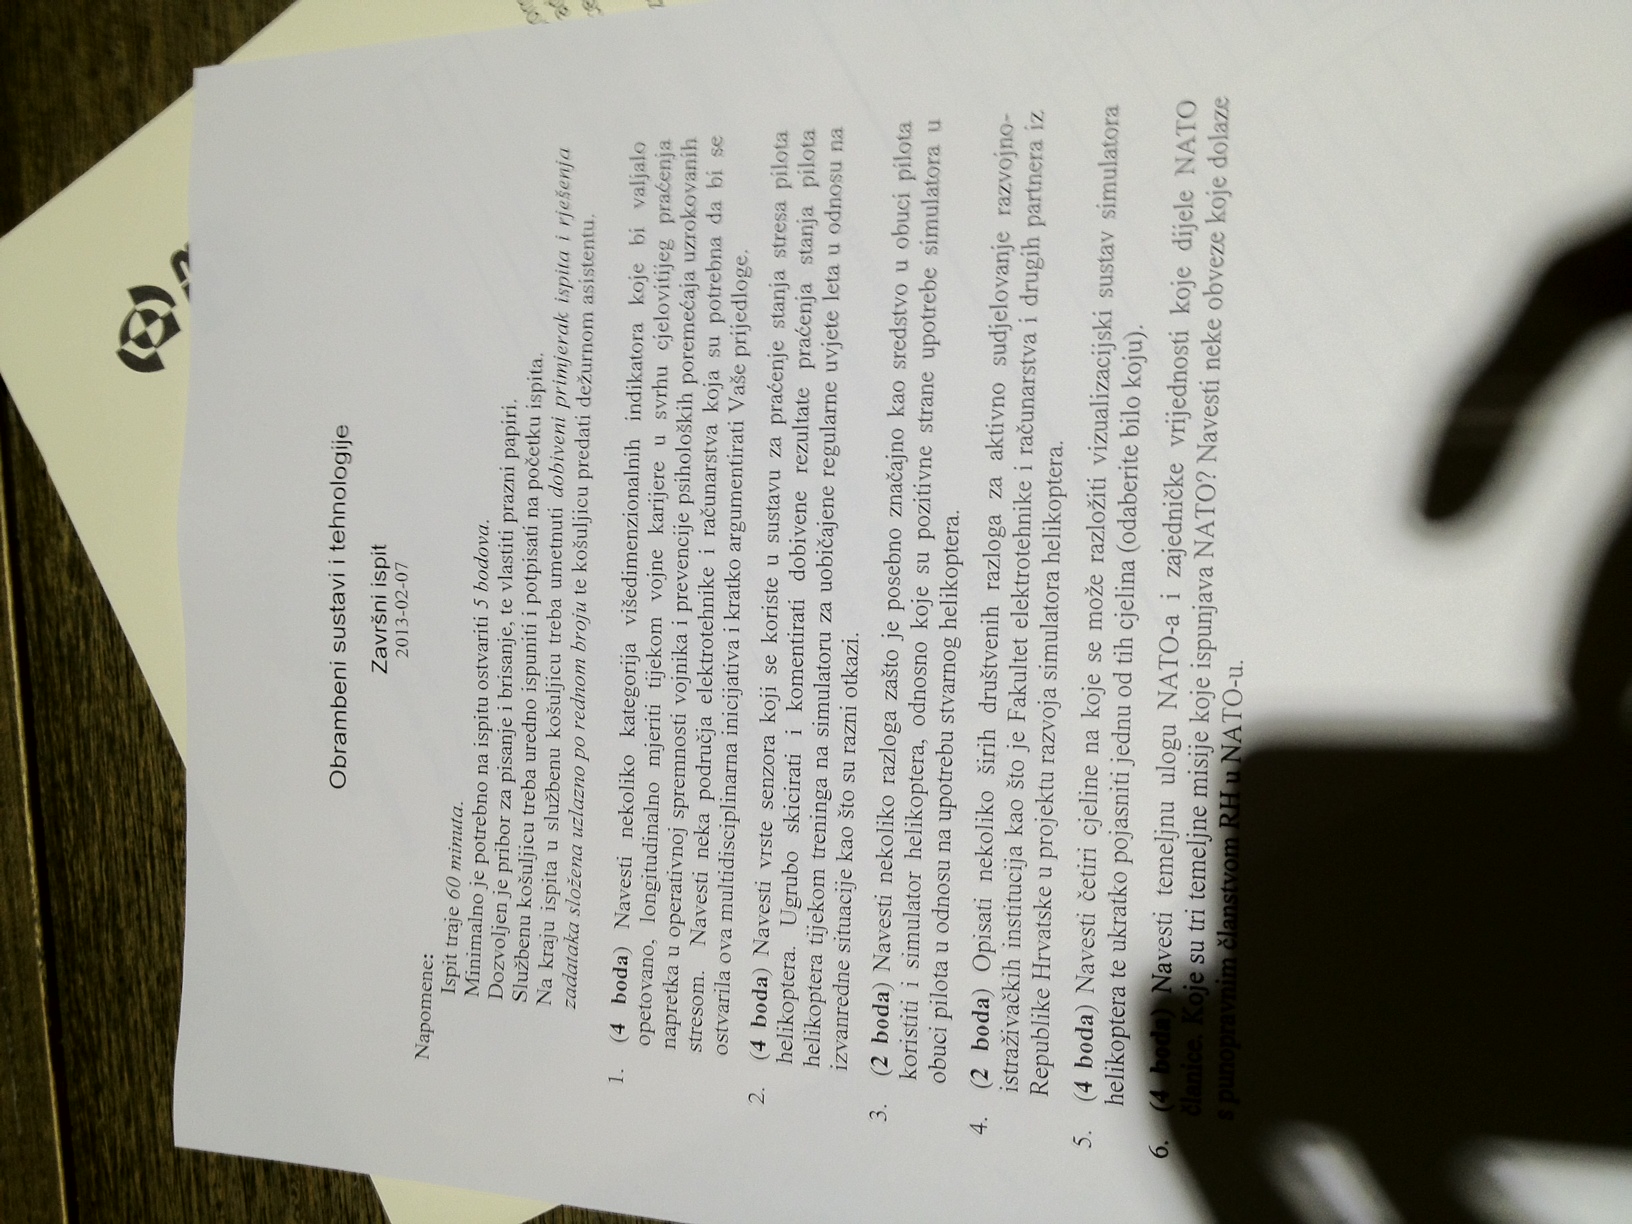 Obrambeni sustavi i tehnologije
Završni ispit
2013-02-07
Napomene:
Ispit traje 60 minuta.
Minimalno je potrebno na ispitu ostvariti 5 bodova.
Dozvoljen je pribor za pisanje i brisanje, te vlastiti prazni papiri.
Službenu košuljicu treba uredno ispuniti i potpisati na početku ispita.
Na kraju ispita u službenu košuljicu treba umetnuti dobiveni primjerak ispita i rješenja
zadataka složena uzlazno po rednom broju te košuljicu predati dežurnom asistentu.
1. (4 boda) Navesti nekoliko kategorija višedimenzionalnih indikatora koje bi valjalo
opetovano, longitudinalno mjeriti tijekom vojne karijere u svrhu cjelovitijeg praćenja
napretka u operativnoj spremnosti vojnika i prevencije psiholoških poremećaja uzrokovanih
stresom. Navesti neka područja elektrotehnike i računarstva koja su potrebna da bi se
ostvarila ova multidisciplinarna inicijativa i kratko argumentirati Vaše prijedloge.
2. (4 boda) Navesti vrste senzora koji se koriste u sustavu za praćenje stanja stresa pilota
helikoptera. Ugrubo skicirati i komentirati dobivene rezultate praćenja stanja pilota
helikoptera tijekom treninga na simulatoru za uobičajene regularne uvjete leta u odnosu na
izvanredne situacije kao što su razni otkazi.
3. (2 boda) Navesti nekoliko razloga zašto je posebno značajno kao sredstvo u obuci pilota
koristiti i simulator helikoptera, odnosno koje su pozitivne strane upotrebe simulatora u
obuci pilota u odnosu na upotrebu stvarnog helikoptera.
4. (2 boda) Opisati nekoliko širih društvenih razloga za aktivno sudjelovanje razvojno-
istraživačkih institucija kao što je Fakultet elektrotehnike i računarstva i drugih partnera iz
Republike Hrvatske u projektu razvoja simulatora helikoptera.
5. (4 boda) Navesti četiri cjeline na koje se može razložiti vizualizacijski sustav simulatora
helikoptera te ukratko pojasniti jednu od tih cjelina (odaberite bilo koju).
6. (4 boda) Navesti temeljnu ulogu NATO-a i zajedničke vrijednosti koje dijele NATO
članice. Koje su tri temeljne misije koje ispunjava NATO? Navesti neke obveze koje dolaze
s punopravnim članstvom RH u NATO-u.